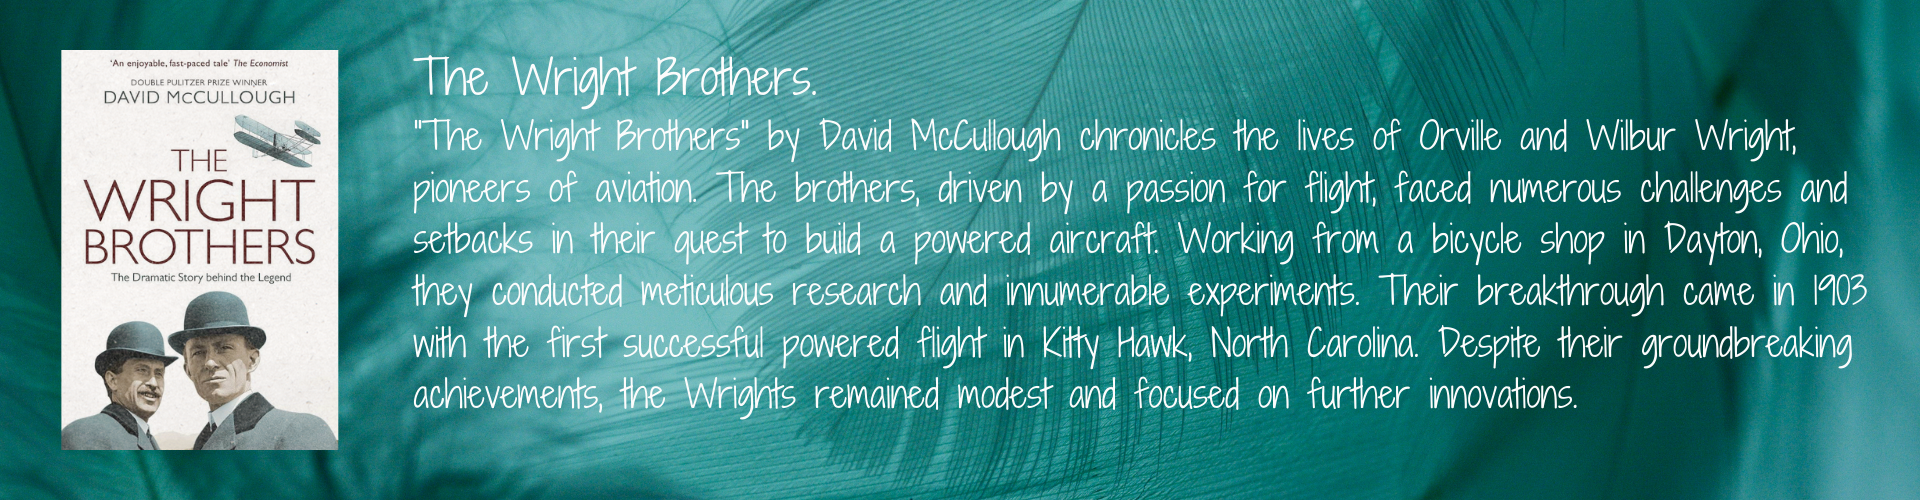 'An enjoyable, fast-paced tale' The Economist
DOUBLE PULITZER PRIZE WINNER
DAVID McCULLOUGH
THE
WRIGHT
BROTHERS
The Dramatic Story behind the Legend
The Wright Brothers.
"The Wright Brothers" by David McCullough chronicles the lives of Orville and Wilbur Wright,
pioneers of aviation. The brothers, driven by a passion for flight, faced numerous challenges and
setbacks in their quest to build a powered aircraft. Working from a bicycle shop in Dayton, Ohio,
they conducted meticulous research and innumerable experiments. Their breakthrough came in 1903
with the first successful powered flight in Kitty Hawk, North Carolina. Despite their groundbreaking
achievements, the Wrights remained modest and focused on further innovations.